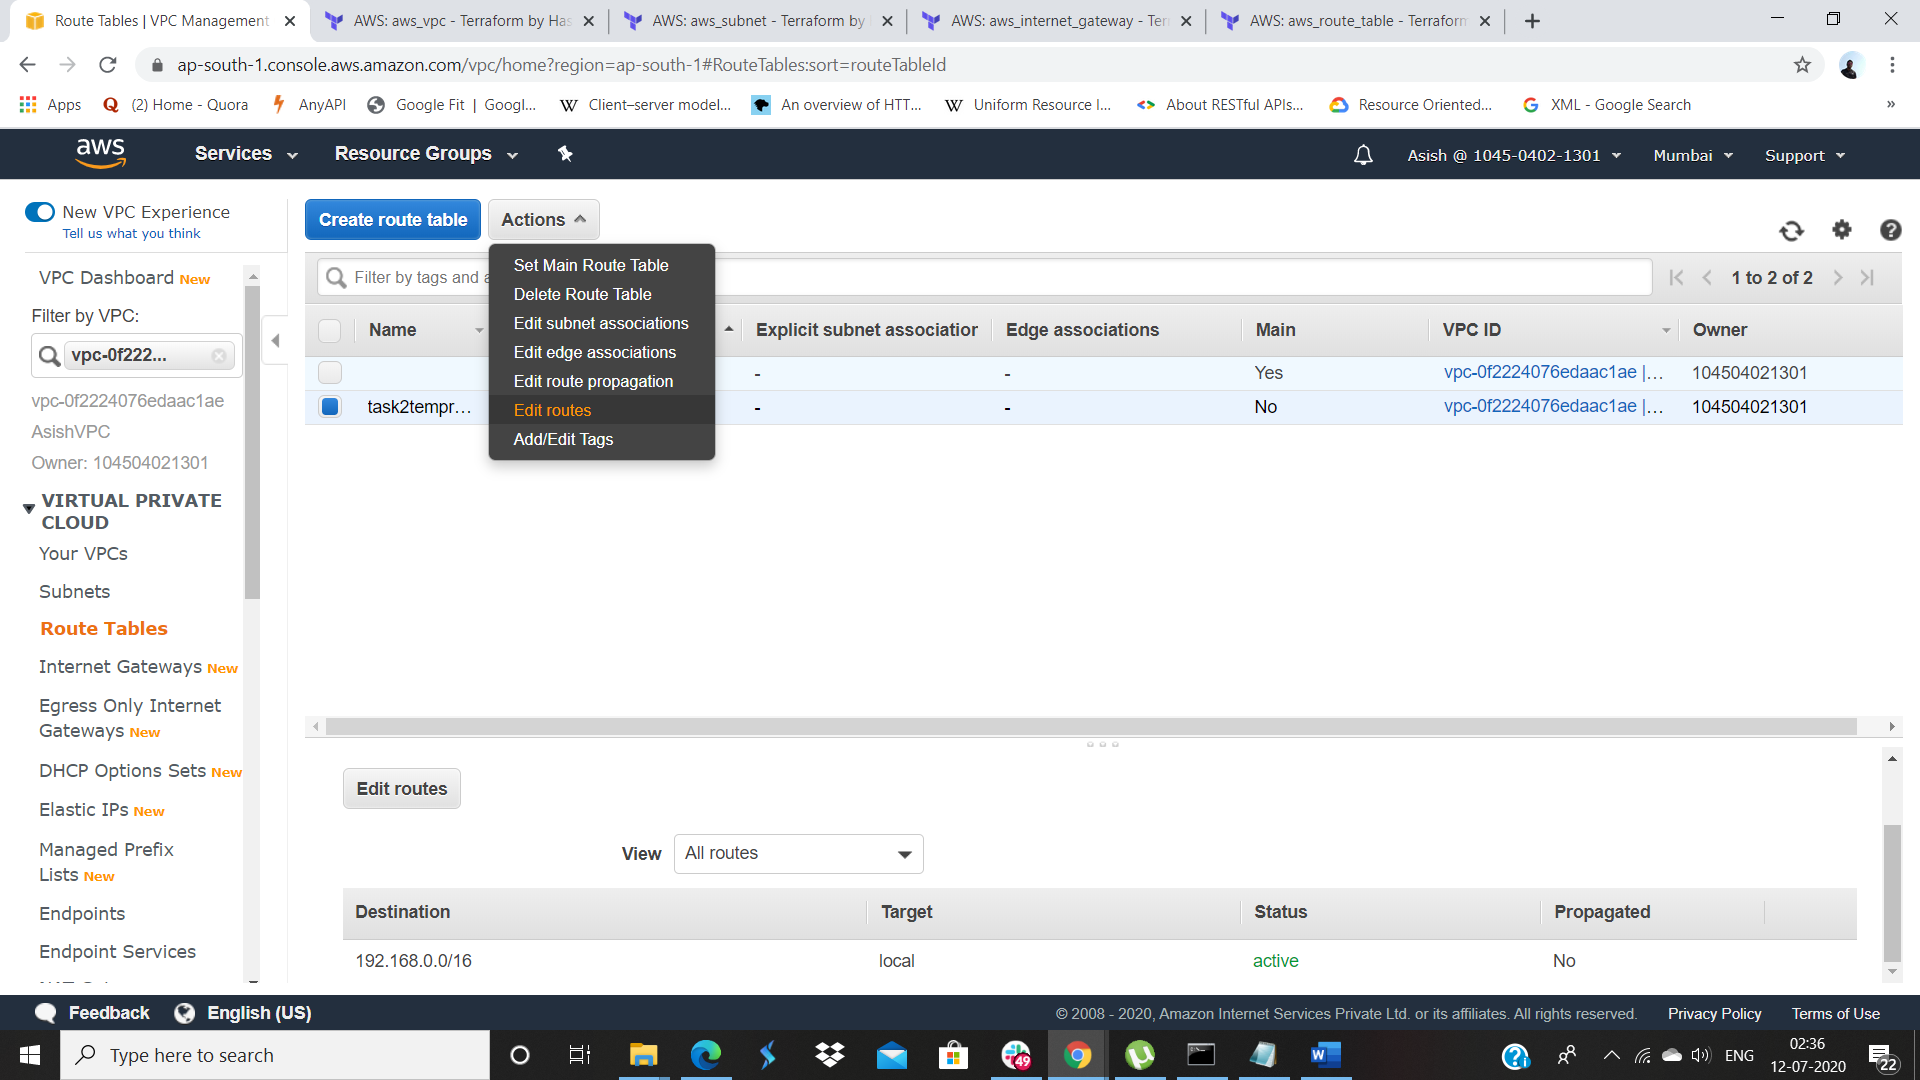 Route Tables | VPC Management
AWS: aws_vpc - Terraform by Has
AWS: aws_subnet - Terraform by
AWS: aws_internet_gateway - Ter
AWS: aws_route_table - Terraform
ap-south-1.console.aws.amazon.com/vpc/home?region=ap-south-1#RouteTables:sort=routeTableId
Apps
(2) Home - Quora
AnyAPI
Google Fit | Googl...
Client–server model...
An overview of HTT...
Uniform Resource I...
About RESTful APIs...
Resource Oriented...
XML - Google Search
»
aws
Services
Resource Groups
Asish @ 1045-0402-1301
Mumbai
Support
New VPC Experience
Tell us what you think
Create route table
Actions
VPC Dashboard New
Filter by VPC:
vpc-0f222...
vpc-0f2224076edaac1ae
AsishVPC
Owner: 104504021301
VIRTUAL PRIVATE
CLOUD
Your VPCs
Subnets
Route Tables
Internet Gateways New
Egress Only Internet
Gateways New
DHCP Options Sets New
Elastic IPs New
Managed Prefix
Lists New
Endpoints
Endpoint Services
Set Main Route Table
Delete Route Table
Edit subnet associations
Edit edge associations
Edit route propagation
Edit routes
Add/Edit Tags
Filter by tags and a
1 to 2 of 2
Name
Explicit subnet association
Edge associations
Main
VPC ID
Owner
-
-
Yes
vpc-0f2224076edaac1ae |...
104504021301
task2tempr...
-
-
No
vpc-0f2224076edaac1ae |...
104504021301
Edit routes
View
All routes
Destination
Target
Status
Propagated
192.168.0.0/16
local
active
No
Feedback
English (US)
© 2008 - 2020, Amazon Internet Services Private Ltd. or its affiliates. All rights reserved.
Privacy Policy
Terms of Use
Type here to search
49
ENG
02:36
12-07-2020
22